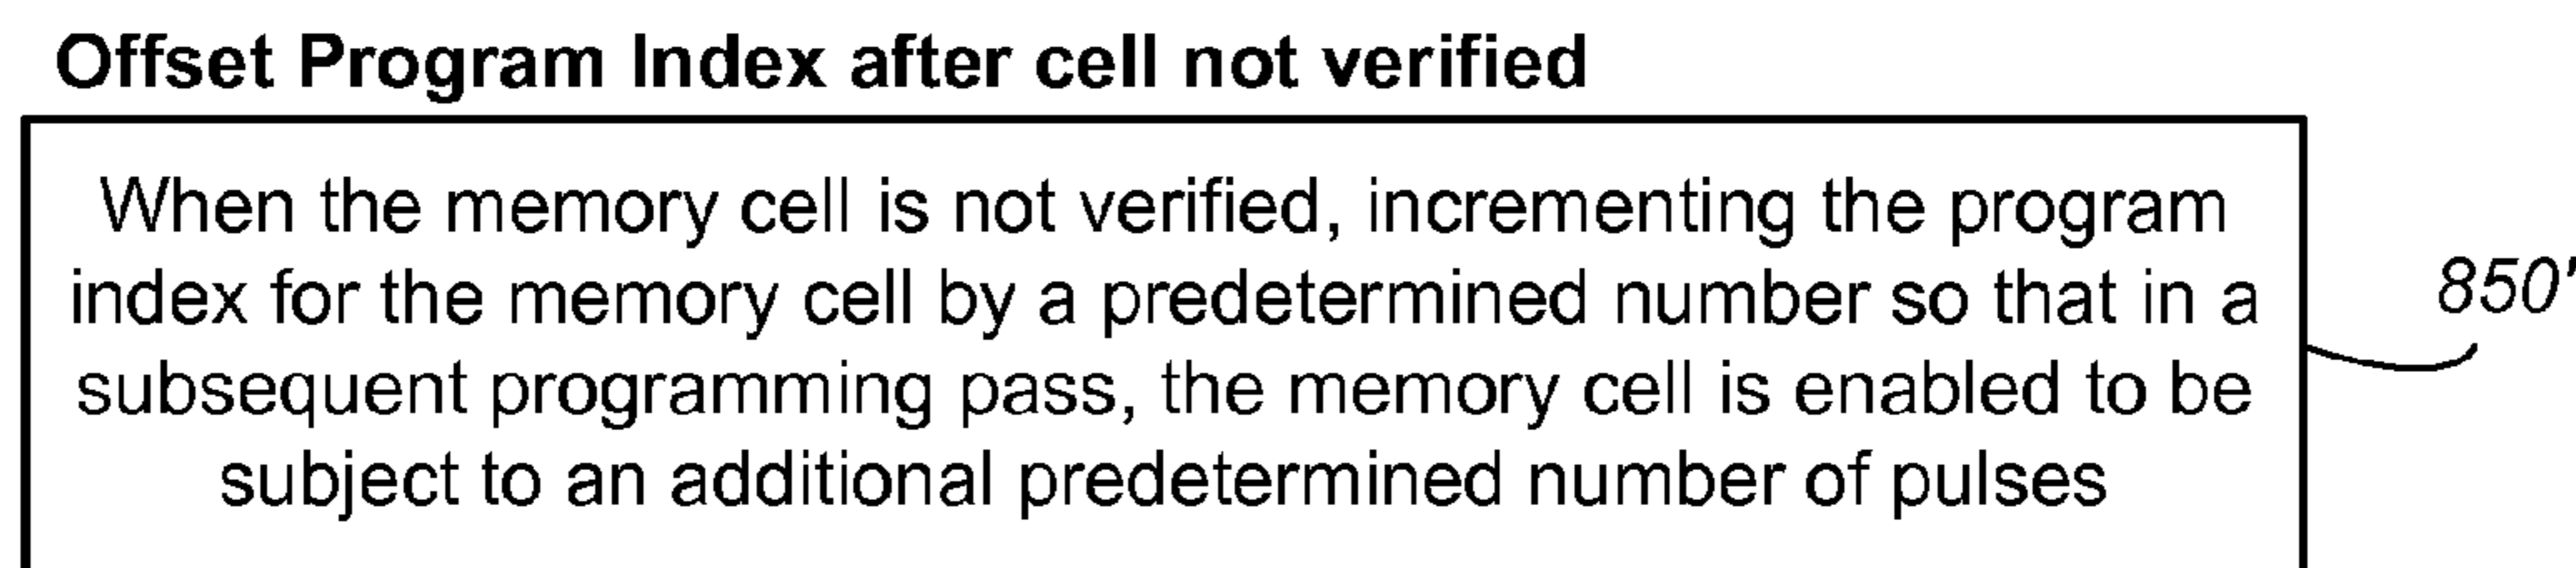 Offset Program Index after cell not verified
When the memory cell is not verified, incrementing the program
index for the memory cell by a predetermined number so that in a
subsequent programming pass, the memory cell is enabled to be
subject to an additional predetermined number of pulses
850'